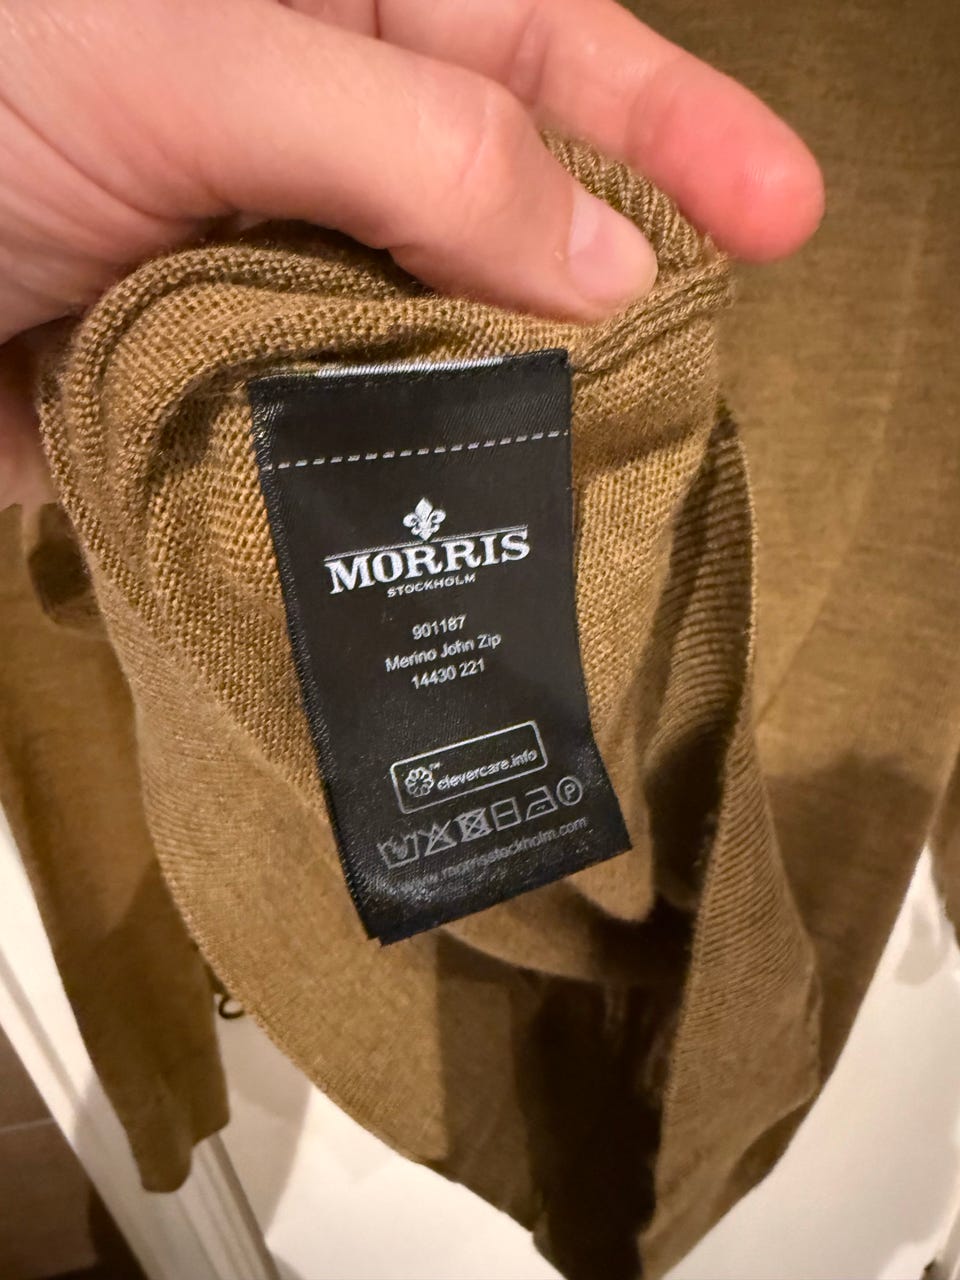 MORRIS
STOCKHOLM
901187
Merino John Zip
14430 221
clevercare.info
P
www.morrisstockholm.com